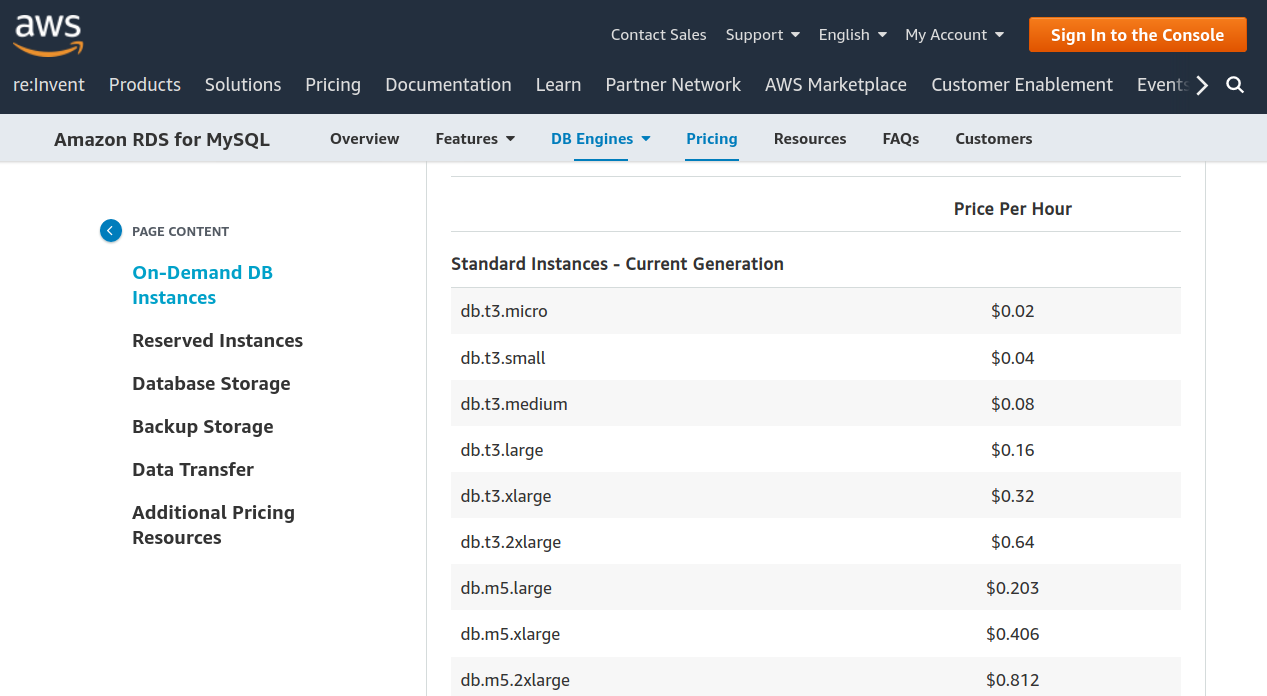 aws
Contact Sales Support English My Account Sign In to the Console
re:Invent Products Solutions Pricing Documentation Learn Partner Network AWS Marketplace Customer Enablement Events
Amazon RDS for MySQL Overview Features DB Engines Pricing Resources FAQs Customers
PAGE CONTENT
On-Demand DB
Instances
Reserved Instances
Database Storage
Backup Storage
Data Transfer
Additional Pricing
Resources
Price Per Hour
Standard Instances - Current Generation
db.t3.micro $0.02
db.t3.small $0.04
db.t3.medium $0.08
db.t3.large $0.16
db.t3.xlarge $0.32
db.t3.2xlarge $0.64
db.m5.large $0.203
db.m5.xlarge $0.406
db.m5.2xlarge $0.812